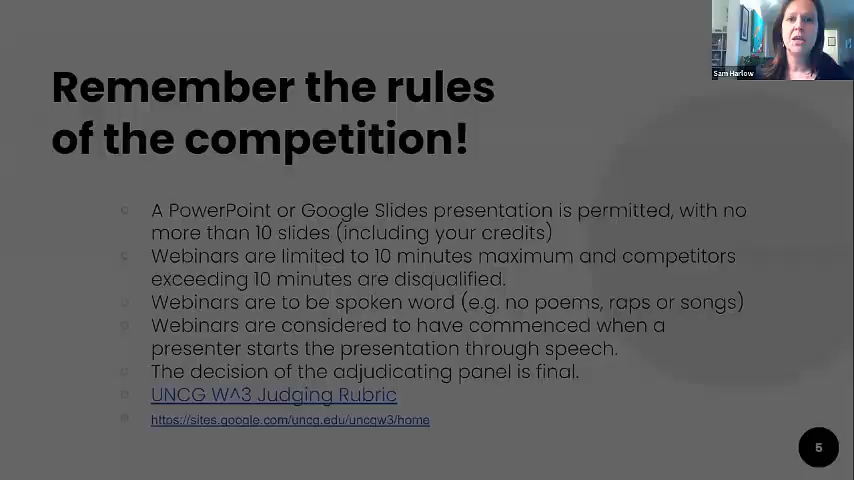 Sam Harlow
Remember the rules
of the competition!
A PowerPoint or Google Slides presentation is permitted, with no
more than 10 slides (including your credits)
Webinars are limited to 10 minutes maximum and competitors
exceeding 10 minutes are disqualified.
Webinars are to be spoken word (e.g. no poems, raps or songs)
Webinars are considered to have commenced when a
presenter starts the presentation through speech.
The decision of the adjudicating panel is final.
UNCG W^3 Judging Rubric
https://sites.google.com/uncg.edu/uncgw3/home
5